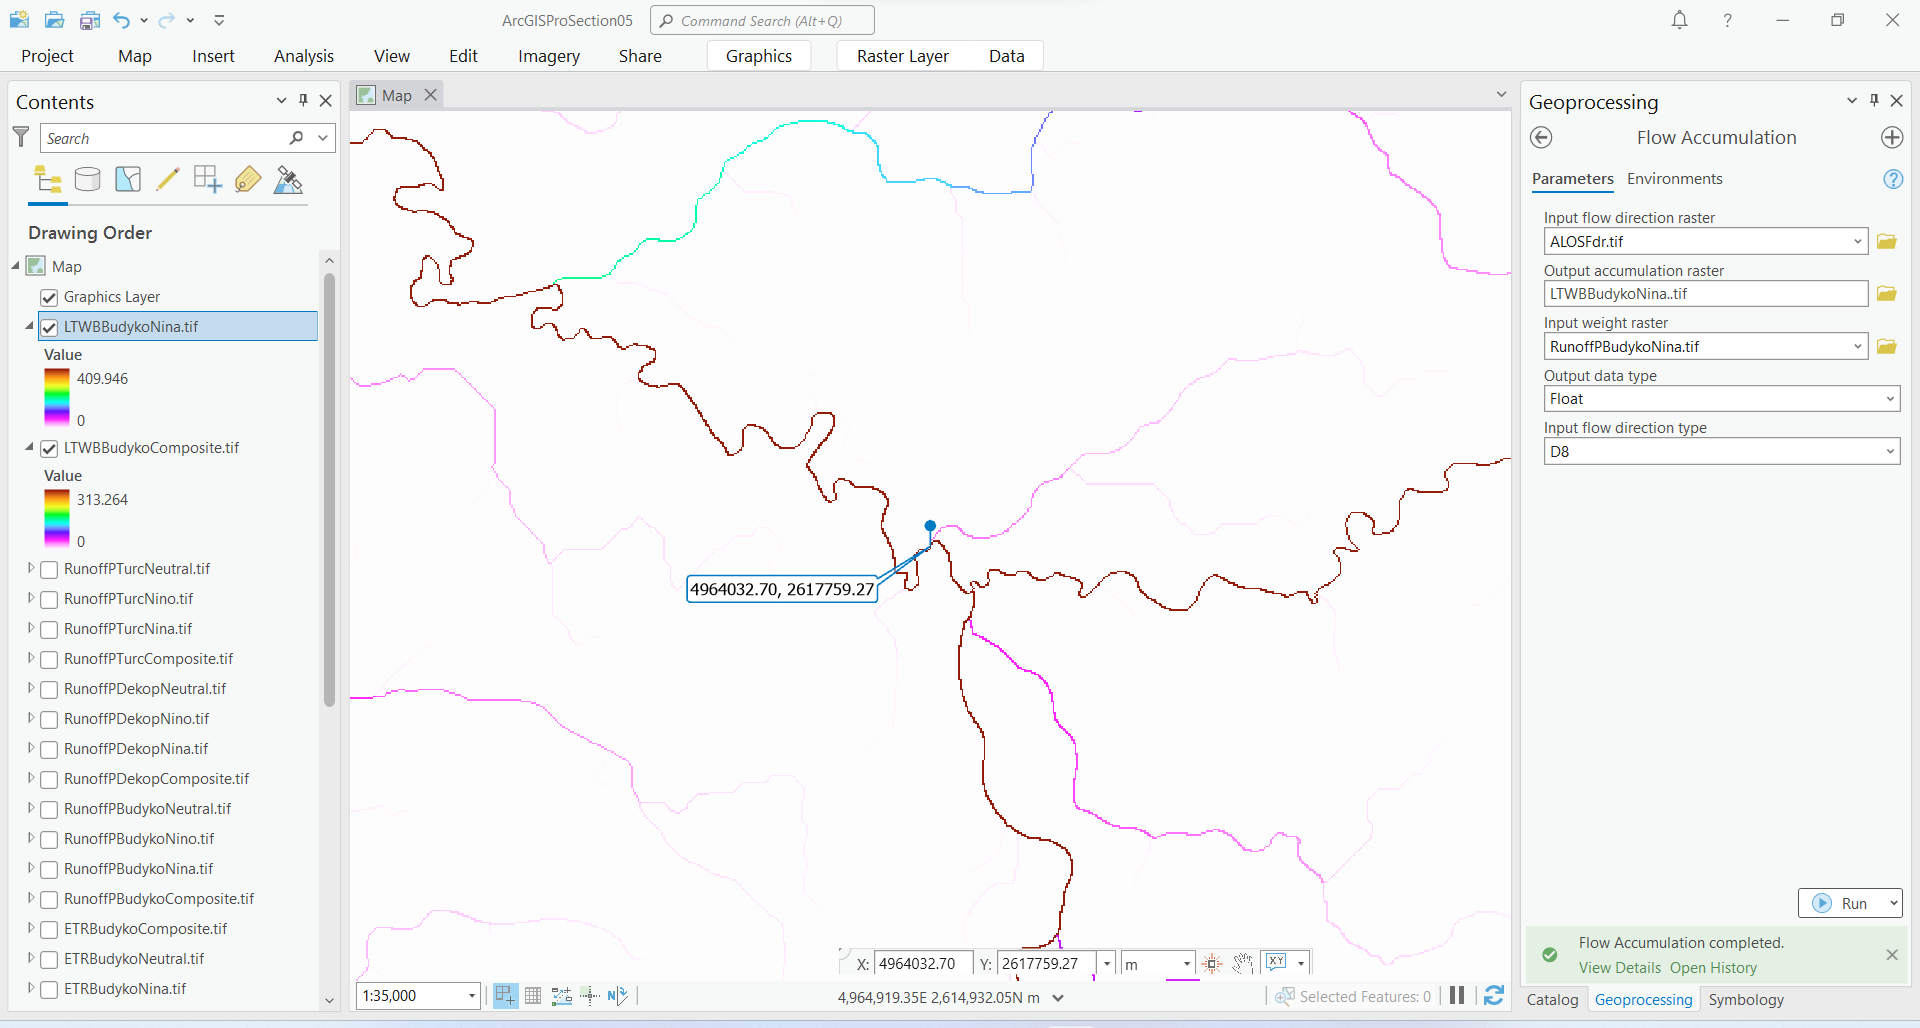 ArcGISProSection05
Command Search (Alt+Q)
?
Project
Map
Insert
Analysis
View
Edit
Imagery
Share
Graphics
Raster Layer
Data
Contents
Search
Drawing Order
Map
Graphics Layer
LTWBBudykoNina.tif
Value
409.946
0
LTWBBudykoComposite.tif
Value
313.264
0
RunoffPTurcNeutral.tif
RunoffPTurcNino.tif
RunoffPTurcNina.tif
RunoffPTurcComposite.tif
RunoffPDekopNeutral.tif
RunoffPDekopNino.tif
RunoffPDekopNina.tif
RunoffPDekopComposite.tif
RunoffPBudykoNeutral.tif
RunoffPBudykoNino.tif
RunoffPBudykoNina.tif
RunoffPBudykoComposite.tif
ETRBudykoComposite.tif
ETRBudykoNeutral.tif
ETRBudykoNina.tif
Map
4964032.70, 2617759.27
X: 4964032.70 Y: 2617759.27 m XY
1:35,000
N
4,964,919.35E 2,614,932.05N m
Selected Features: 0
Geoprocessing
Flow Accumulation
Parameters Environments
?
Input flow direction raster
ALOSFdr.tif
Output accumulation raster
LTWBBudykoNina..tif
Input weight raster
RunoffPBudykoNina.tif
Output data type
Float
Input flow direction type
D8
Run
Flow Accumulation completed.
View Details Open History
Catalog Geoprocessing Symbology